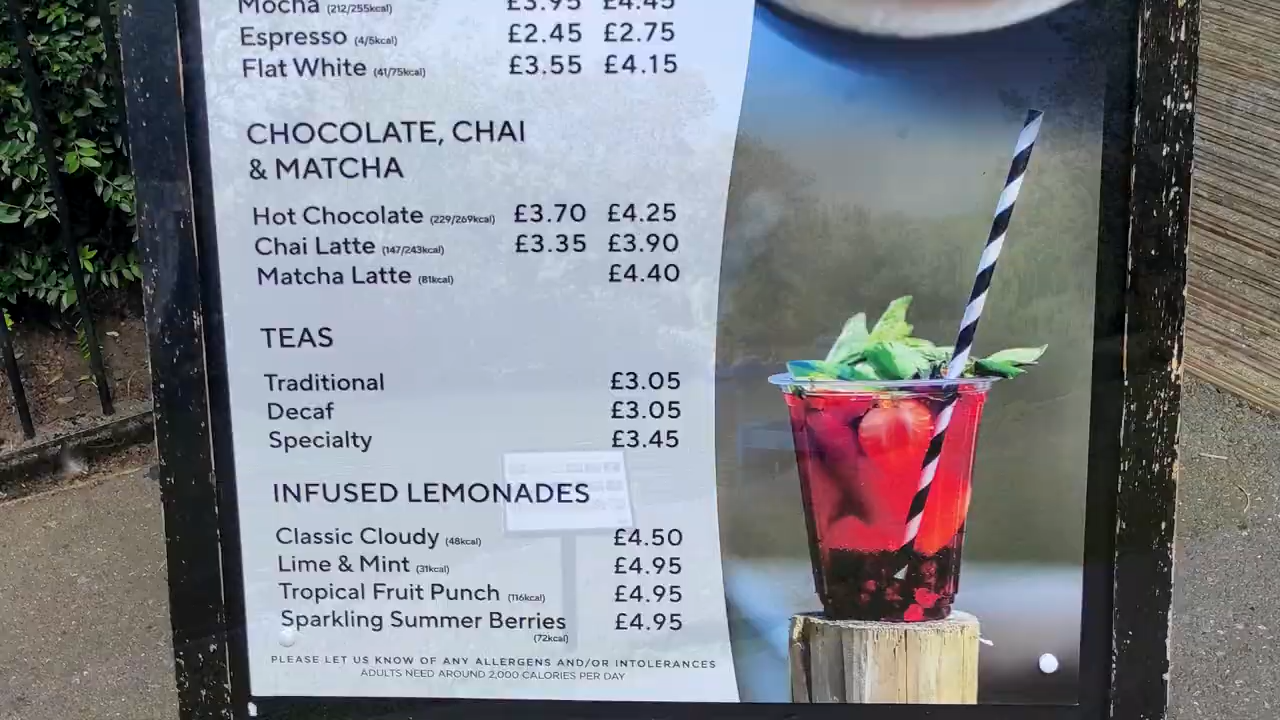 Mocha (212/255kcal) £3.95 £4.45
Espresso (4/5kcal) £2.45 £2.75
Flat White (41/75kcal) £3.55 £4.15
CHOCOLATE, CHAI
& MATCHA
Hot Chocolate (229/269kcal) £3.70 £4.25
Chai Latte (147/243kcal) £3.35 £3.90
Matcha Latte (81kcal) £4.40
TEAS
Traditional £3.05
Decaf £3.05
Specialty £3.45
INFUSED LEMONADES
Classic Cloudy (48kcal) £4.50
Lime & Mint (31kcal) £4.95
Tropical Fruit Punch (116kcal) £4.95
Sparkling Summer Berries £4.95
(72kcal)
PLEASE LET US KNOW OF ANY ALLERGENS AND/OR INTOLERANCES
ADULTS NEED AROUND 2,000 CALORIES PER DAY